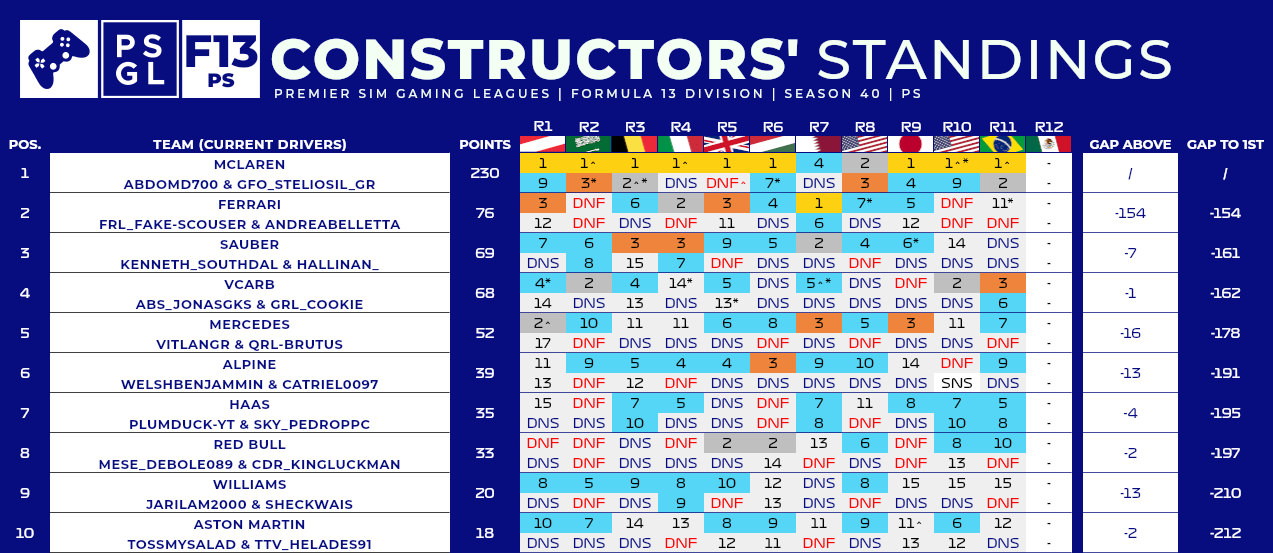 PS
GL
F13
PS
CONSTRUCTORS' STANDINGS
PREMIER SIM GAMING LEAGUES | FORMULA 13 DIVISION | SEASON 40 | PS
R1 R2 R3 R4 R5 R6 R7 R8 R9 R10 R11 R12
POS. TEAM (CURRENT DRIVERS) POINTS GAP ABOVE GAP TO 1ST
MCLAREN 1 1^ 1 1^ 1 1 4 2 1 1^* 1^ -
1 230 / /
ABDOMD700 & GFO_STELIOSIL_GR 9 3* 2^* DNS DNF^ 7* DNS 3 4 9 2 -
FERRARI 3 DNF 6 2 3 4 1 7* 5 DNF 11* -
2 76 -154 -154
FRL_FAKE-SCOUSER & ANDREABELLETTA 12 DNF DNS DNF 11 DNS 6 DNS 12 DNF DNF -
SAUBER 7 6 3 3 9 5 2 4 6* 14 DNS -
3 69 -7 -161
KENNETH_SOUTHDAL & HALLINAN_ DNS 8 15 7 DNF DNS DNS DNF DNS DNS DNS -
VCARB 4* 2 4 14* 5 DNS 5^* DNS DNF 2 3 -
4 68 -1 -162
ABS_JONASGKS & GRL_COOKIE 14 DNS 13 DNS 13* DNS DNS DNS DNS DNS 6 -
MERCEDES 2^ 10 11 11 6 8 3 5 3 11 7 -
5 52 -16 -178
VITLANGR & QRL-BRUTUS 17 DNF DNS DNS DNS DNF DNS DNF DNS DNS DNF -
ALPINE 11 9 5 4 4 3 9 10 14 DNF 9 -
6 39 -13 -191
WELSHBENJAMMIN & CATRIEL0097 13 DNF 12 DNF DNS DNS DNS DNS DNS SNS DNS -
HAAS 15 DNF 7 5 DNS DNF 7 11 8 7 5 -
7 35 -4 -195
PLUMDUCK-YT & SKY_PEDROPPC DNS DNS 10 DNS DNS DNF 8 DNF DNS 10 8 -
RED BULL DNF DNF DNS DNF 2 2 13 6 DNF 8 10 -
8 33 -2 -197
MESE_DEBOLE089 & CDR_KINGLUCKMAN DNS DNF DNS DNF DNS 14 DNF DNS DNF 13 DNF -
WILLIAMS 8 5 9 8 10 12 DNS 8 15 15 15 -
9 20 -13 -210
JARILAM2000 & SHECKWAIS DNS DNF DNS 9 DNF 13 DNS DNS DNS DNS DNF -
ASTON MARTIN 10 7 14 13 8 9 11 9 11^ 6 12 -
10 18 -2 -212
TOSSMYSALAD & TTV_HELADES91 DNS DNS DNS DNF 12 11 DNF DNS 13 12 DNS -